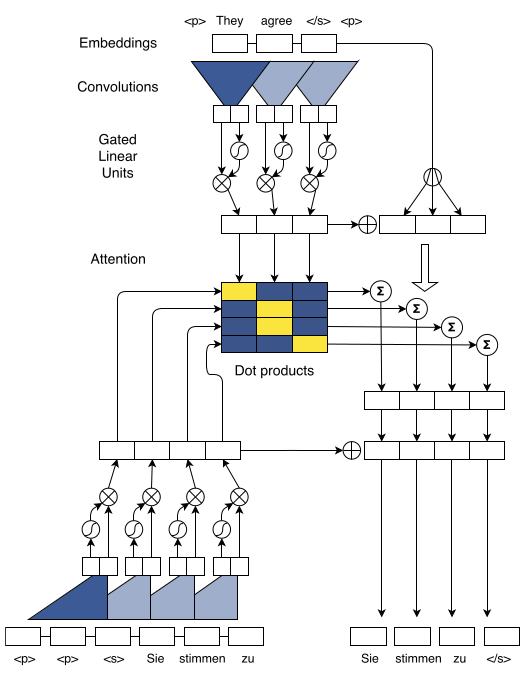 <p> They agree </s> <p>
Embeddings
Convolutions
Gated
Linear
Units
Attention
Σ
Σ
Σ
Σ
Dot products
<p> <p> <s> Sie stimmen zu
Sie stimmen zu </s>